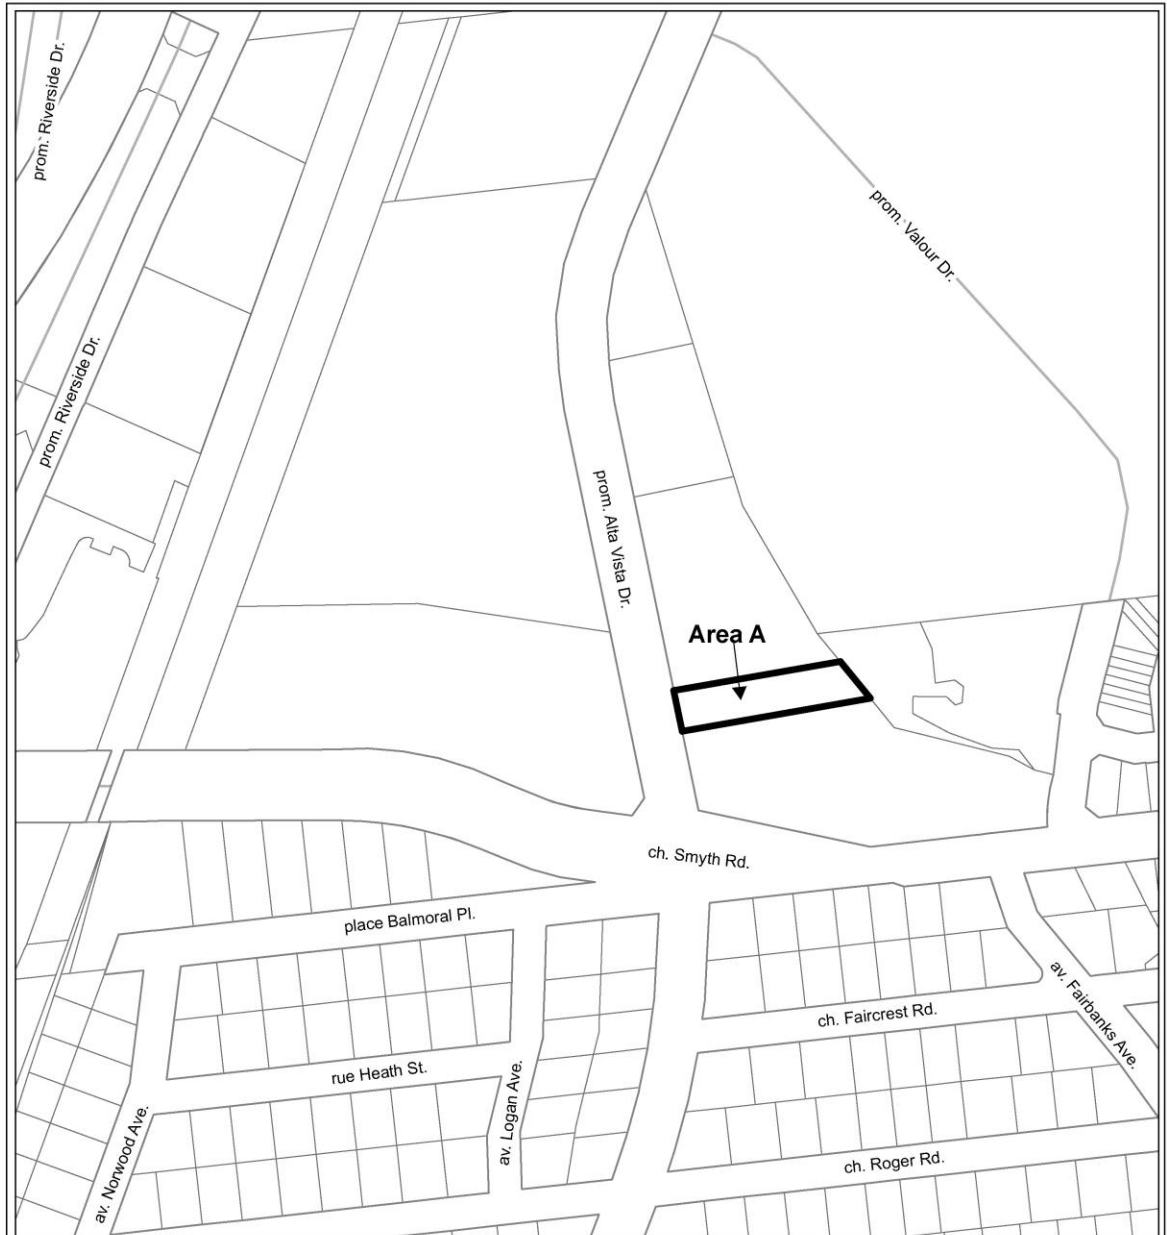 prom. Riverside Dr.
prom. Valour Dr.
prom. Riverside Dr.
prom. Alta Vista Dr.
Area A
ch. Smyth Rd.
place Balmoral Pl.
av. Fairbanks Ave.
ch. Faircrest Rd.
rue Heath St.
av. Logan Ave.
av. Norwood Ave.
ch. Roger Rd.